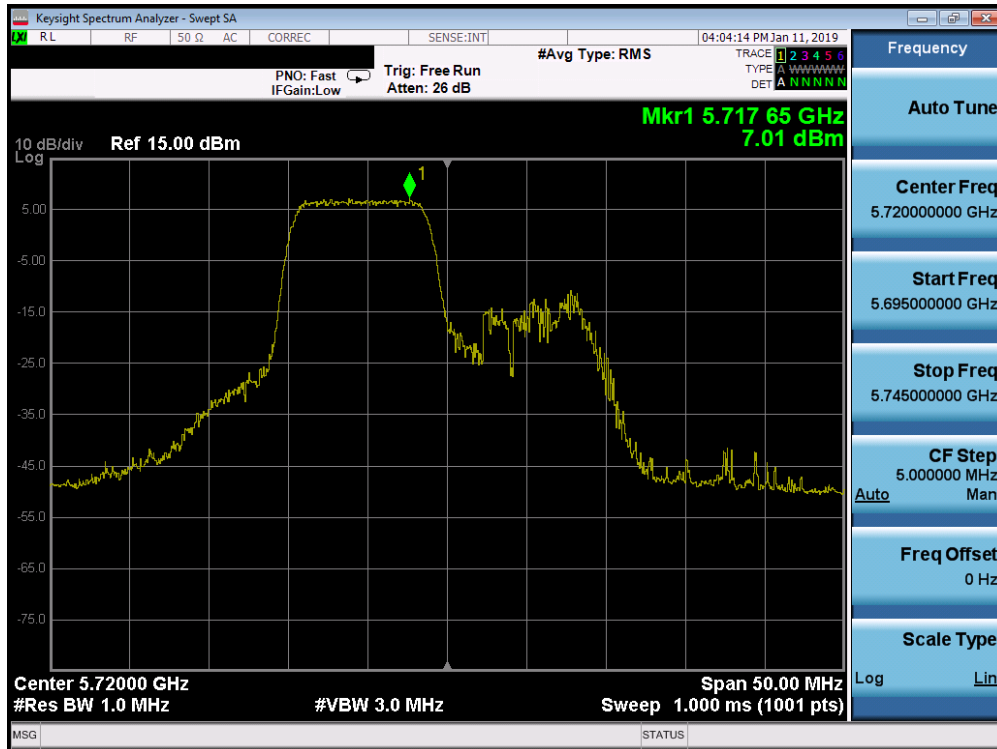 Keysight Spectrum Analyzer - Swept SA
LXI RL RF 50 Ω AC CORREC SENSE:INT 04:04:14 PM Jan 11, 2019
#Avg Type: RMS TRACE 1 2 3 4 5 6
PNO: Fast Trig: Free Run TYPE A WWWWW
IFGain:Low Atten: 26 dB DET A N N N N N
Mkr1 5.717 65 GHz
7.01 dBm
10 dB/div Ref 15.00 dBm
Log
1
5.00
-5.00
-15.0
-25.0
-35.0
-45.0
-55.0
-65.0
-75.0
Center 5.72000 GHz Span 50.00 MHz
#Res BW 1.0 MHz #VBW 3.0 MHz Sweep 1.000 ms (1001 pts)
MSG STATUS
Frequency
Auto Tune
Center Freq
5.720000000 GHz
Start Freq
5.695000000 GHz
Stop Freq
5.745000000 GHz
CF Step
5.000000 MHz
Auto Man
Freq Offset
0 Hz
Scale Type
Log Lin